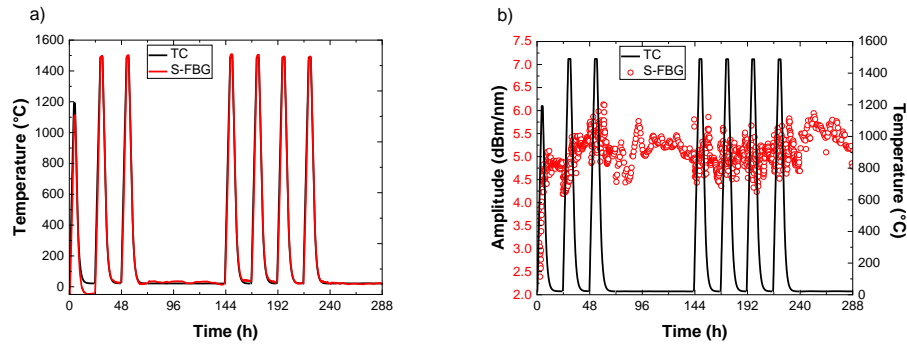 a)
Temperature (°C)
1600
1400
1200
1000
800
600
400
200
0
TC
S-FBG
0 48 96 144 192 240 288
Time (h)
b)
Amplitude (dBm/nm)
7.5
7.0
6.5
6.0
5.5
5.0
4.5
4.0
3.5
3.0
2.5
2.0
TC
S-FBG
1600
1400
1200
1000
800
600
400
200
0
Temperature (°C)
0 48 96 144 192 240 288
Time (h)